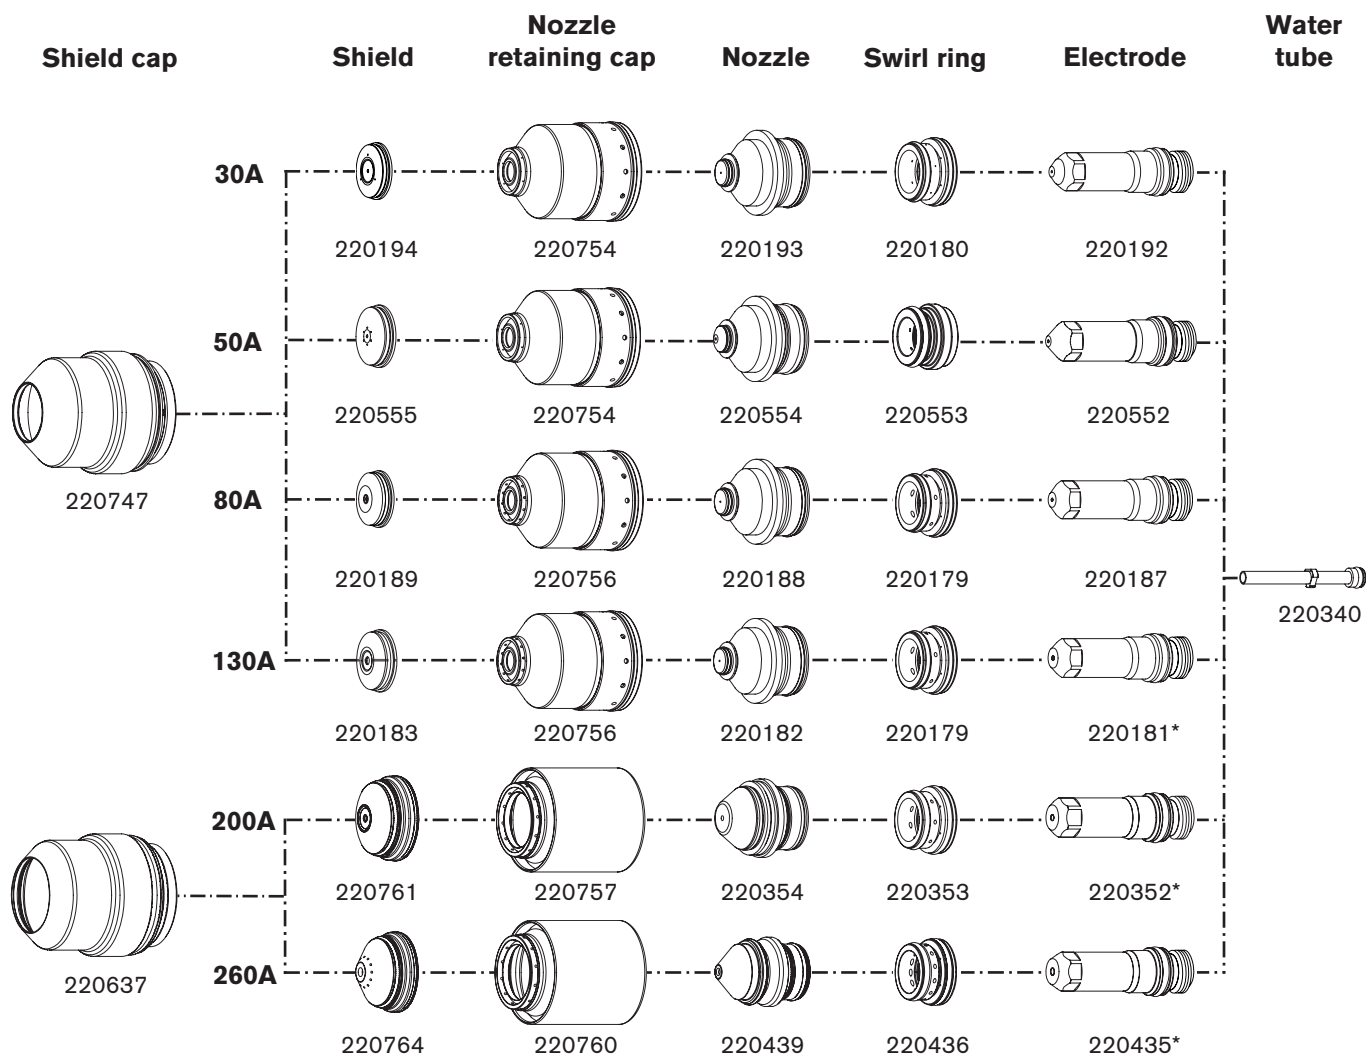 Shield cap
Shield
Nozzle
retaining cap
Nozzle
Swirl ring
Electrode
Water
tube
30A
220194
220754
220193
220180
220192
50A
220555
220754
220554
220553
220552
220747
80A
220189
220756
220188
220179
220187
220340
130A
220183
220756
220182
220179
220181*
200A
220761
220757
220354
220353
220352*
220637
260A
220764
220760
220439
220436
220435*